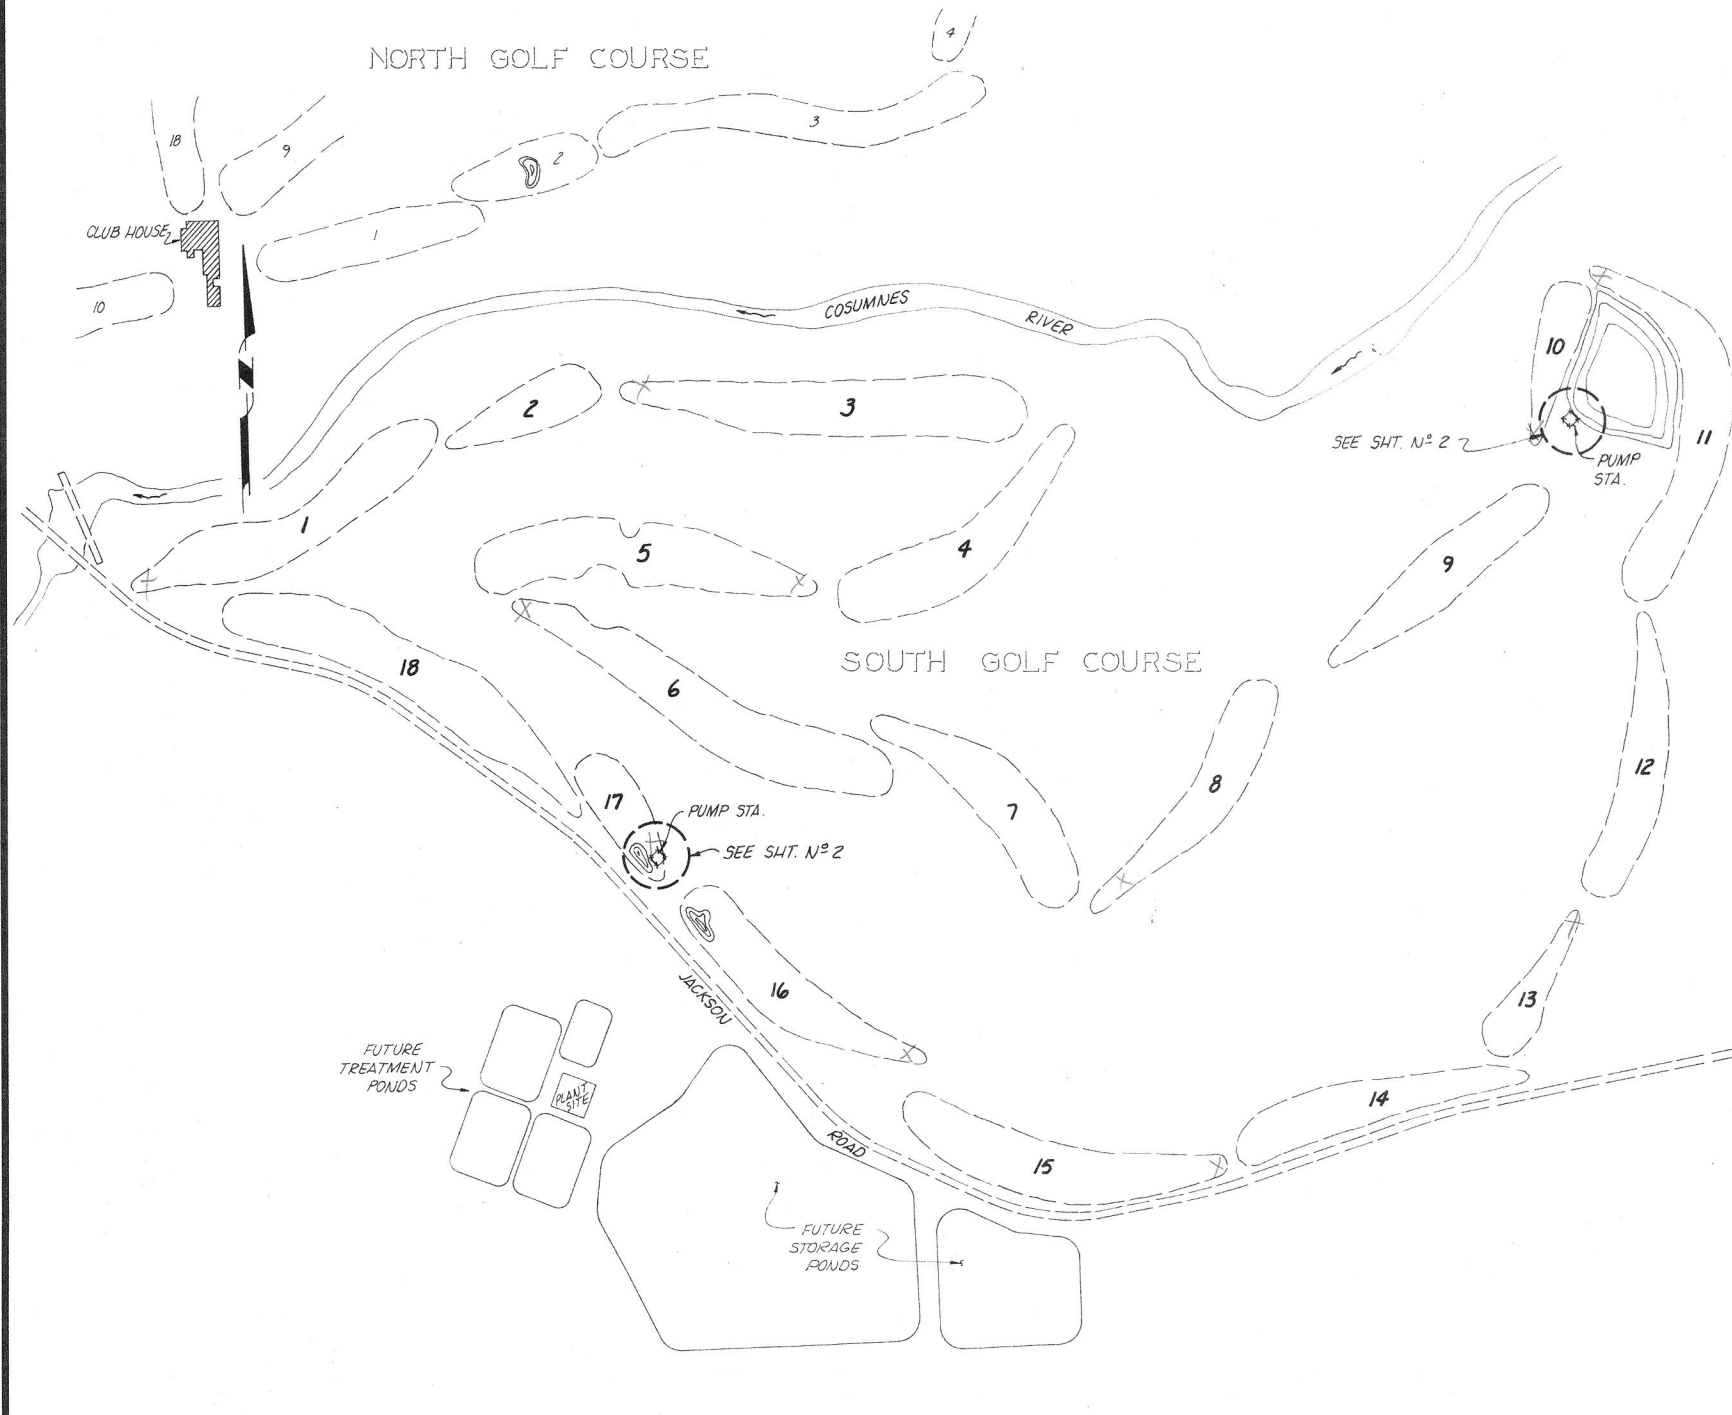 NORTH GOLF COURSE
4
3
2
18
9
1
CLUB HOUSE
10
N
COSUMNES
RIVER
2
3
10
11
SEE SHT. Nº 2
PUMP
STA.
1
5
4
9
SOUTH GOLF COURSE
18
6
12
8
7
17
PUMP STA.
SEE SHT. Nº 2
16
13
JACKSON
ROAD
FUTURE
TREATMENT
PONDS
PLANT
SITE
14
15
FUTURE
STORAGE
PONDS